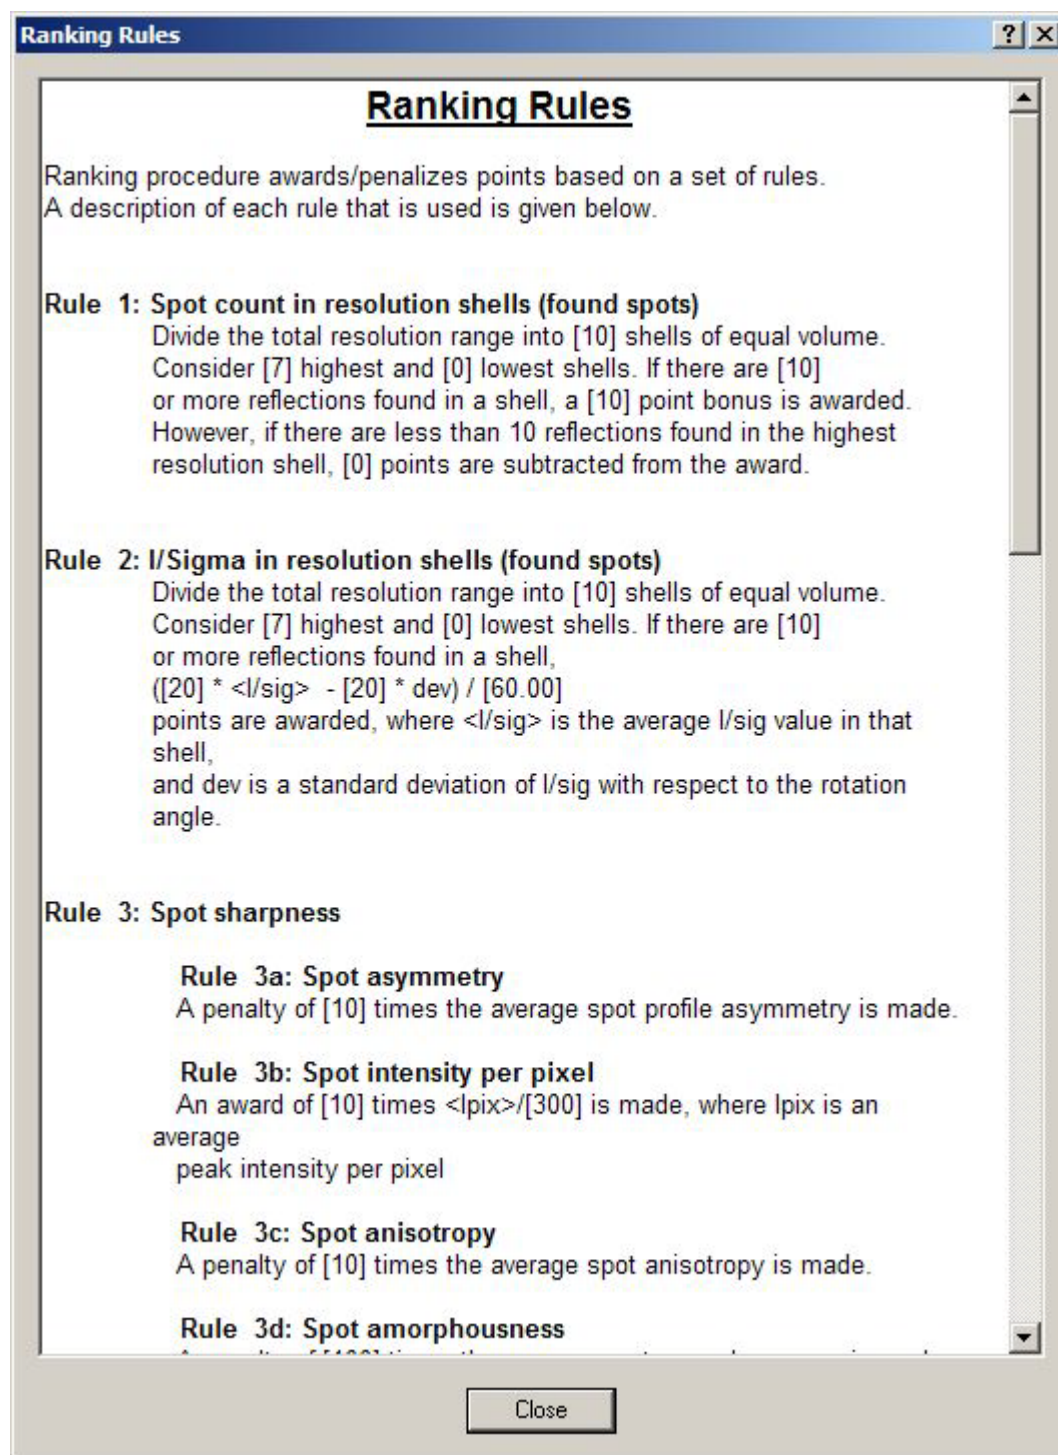 Ranking Rules
Ranking Rules
Ranking procedure awards/penalizes points based on a set of rules.
A description of each rule that is used is given below.
Rule 1: Spot count in resolution shells (found spots)
Divide the total resolution range into [10] shells of equal volume.
Consider [7] highest and [0] lowest shells. If there are [10]
or more reflections found in a shell, a [10] point bonus is awarded.
However, if there are less than 10 reflections found in the highest
resolution shell, [0] points are subtracted from the award.
Rule 2: I/Sigma in resolution shells (found spots)
Divide the total resolution range into [10] shells of equal volume.
Consider [7] highest and [0] lowest shells. If there are [10]
or more reflections found in a shell,
([20] * <I/sig> - [20] * dev) / [60.00]
points are awarded, where <I/sig> is the average I/sig value in that
shell,
and dev is a standard deviation of I/sig with respect to the rotation
angle.
Rule 3: Spot sharpness
Rule 3a: Spot asymmetry
A penalty of [10] times the average spot profile asymmetry is made.
Rule 3b: Spot intensity per pixel
An award of [10] times <Ipix>/[300] is made, where Ipix is an
average
peak intensity per pixel
Rule 3c: Spot anisotropy
A penalty of [10] times the average spot anisotropy is made.
Rule 3d: Spot amorphousness
Close